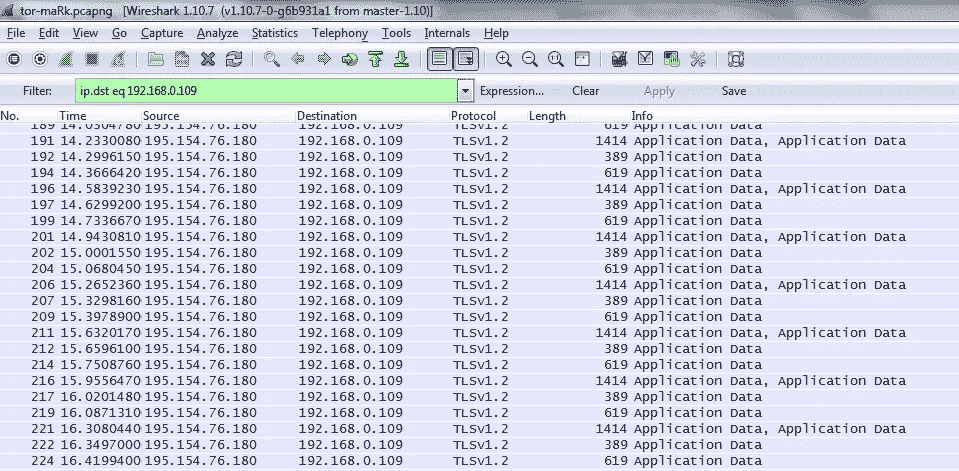 tor-maRk.pcapng [Wireshark 1.10.7 (v1.10.7-0-g6b931a1 from master-1.10)]
File Edit View Go Capture Analyze Statistics Telephony Tools Internals Help
Filter: ip.dst eq 192.168.0.109 Expression... Clear Apply Save
No. Time Source Destination Protocol Length Info
189 14.0304780 195.154.76.180 192.168.0.109 TLSv1.2 619 Application Data
191 14.2330080 195.154.76.180 192.168.0.109 TLSv1.2 1414 Application Data, Application Data
192 14.2996150 195.154.76.180 192.168.0.109 TLSv1.2 389 Application Data
194 14.3666420 195.154.76.180 192.168.0.109 TLSv1.2 619 Application Data
196 14.5839230 195.154.76.180 192.168.0.109 TLSv1.2 1414 Application Data, Application Data
197 14.6299200 195.154.76.180 192.168.0.109 TLSv1.2 389 Application Data
199 14.7336670 195.154.76.180 192.168.0.109 TLSv1.2 619 Application Data
201 14.9430810 195.154.76.180 192.168.0.109 TLSv1.2 1414 Application Data, Application Data
202 15.0001550 195.154.76.180 192.168.0.109 TLSv1.2 389 Application Data
204 15.0680450 195.154.76.180 192.168.0.109 TLSv1.2 619 Application Data
206 15.2652360 195.154.76.180 192.168.0.109 TLSv1.2 1414 Application Data, Application Data
207 15.3298160 195.154.76.180 192.168.0.109 TLSv1.2 389 Application Data
209 15.3978900 195.154.76.180 192.168.0.109 TLSv1.2 619 Application Data
211 15.6320170 195.154.76.180 192.168.0.109 TLSv1.2 1414 Application Data, Application Data
212 15.6596100 195.154.76.180 192.168.0.109 TLSv1.2 389 Application Data
214 15.7508760 195.154.76.180 192.168.0.109 TLSv1.2 619 Application Data
216 15.9556470 195.154.76.180 192.168.0.109 TLSv1.2 1414 Application Data, Application Data
217 16.0201480 195.154.76.180 192.168.0.109 TLSv1.2 389 Application Data
219 16.0871310 195.154.76.180 192.168.0.109 TLSv1.2 619 Application Data
221 16.3080440 195.154.76.180 192.168.0.109 TLSv1.2 1414 Application Data, Application Data
222 16.3497000 195.154.76.180 192.168.0.109 TLSv1.2 389 Application Data
224 16.4199400 195.154.76.180 192.168.0.109 TLSv1.2 619 Application Data